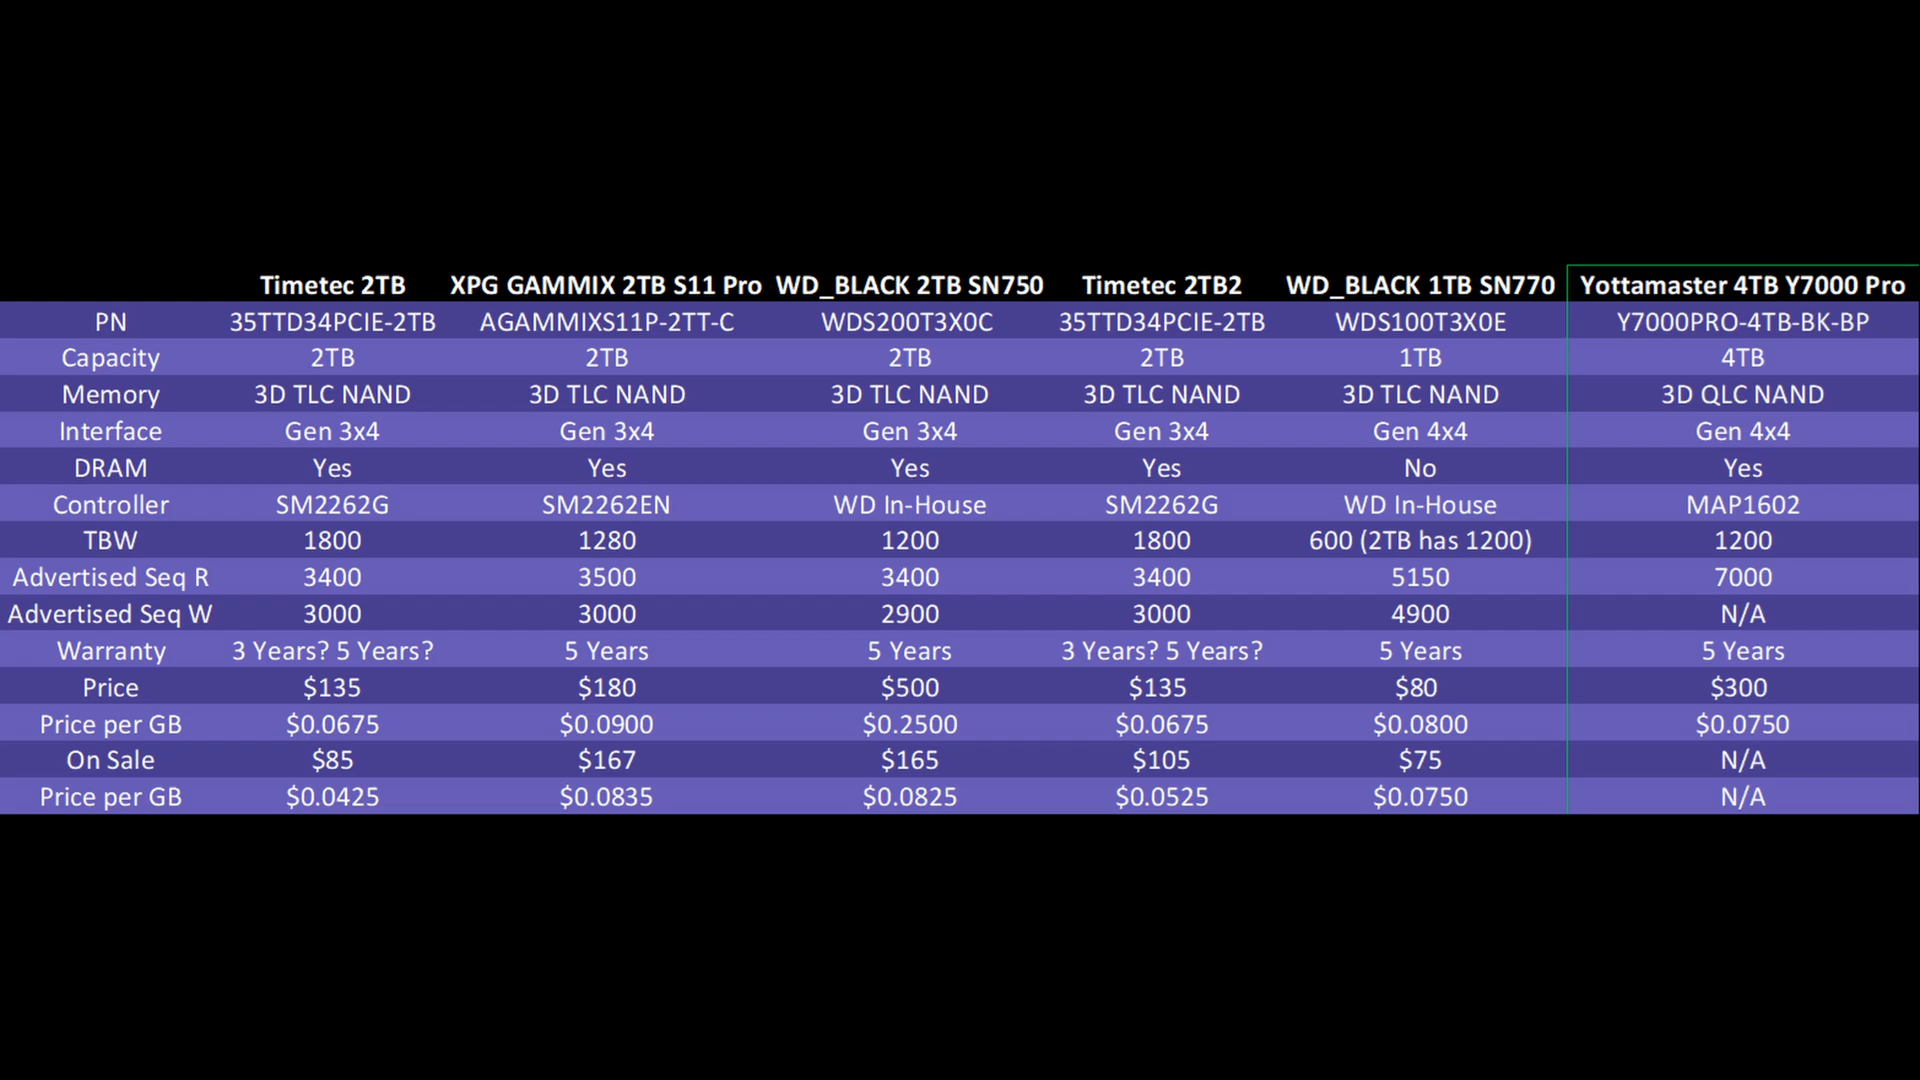 Timetec 2TB XPG GAMMIX 2TB S11 Pro WD_BLACK 2TB SN750 Timetec 2TB2 WD_BLACK 1TB SN770 Yottamaster 4TB Y7000 Pro
PN 35TTD34PCIE-2TB AGAMMIXS11P-2TT-C WDS200T3X0C 35TTD34PCIE-2TB WDS100T3X0E Y7000PRO-4TB-BK-BP
Capacity 2TB 2TB 2TB 2TB 1TB 4TB
Memory 3D TLC NAND 3D TLC NAND 3D TLC NAND 3D TLC NAND 3D TLC NAND 3D QLC NAND
Interface Gen 3x4 Gen 3x4 Gen 3x4 Gen 3x4 Gen 4x4 Gen 4x4
DRAM Yes Yes Yes Yes No Yes
Controller SM2262G SM2262EN WD In-House SM2262G WD In-House MAP1602
TBW 1800 1280 1200 1800 600 (2TB has 1200) 1200
Advertised Seq R 3400 3500 3400 3400 5150 7000
Advertised Seq W 3000 3000 2900 3000 4900 N/A
Warranty 3 Years? 5 Years? 5 Years 5 Years 3 Years? 5 Years? 5 Years 5 Years
Price $135 $180 $500 $135 $80 $300
Price per GB $0.0675 $0.0900 $0.2500 $0.0675 $0.0800 $0.0750
On Sale $85 $167 $165 $105 $75 N/A
Price per GB $0.0425 $0.0835 $0.0825 $0.0525 $0.0750 N/A